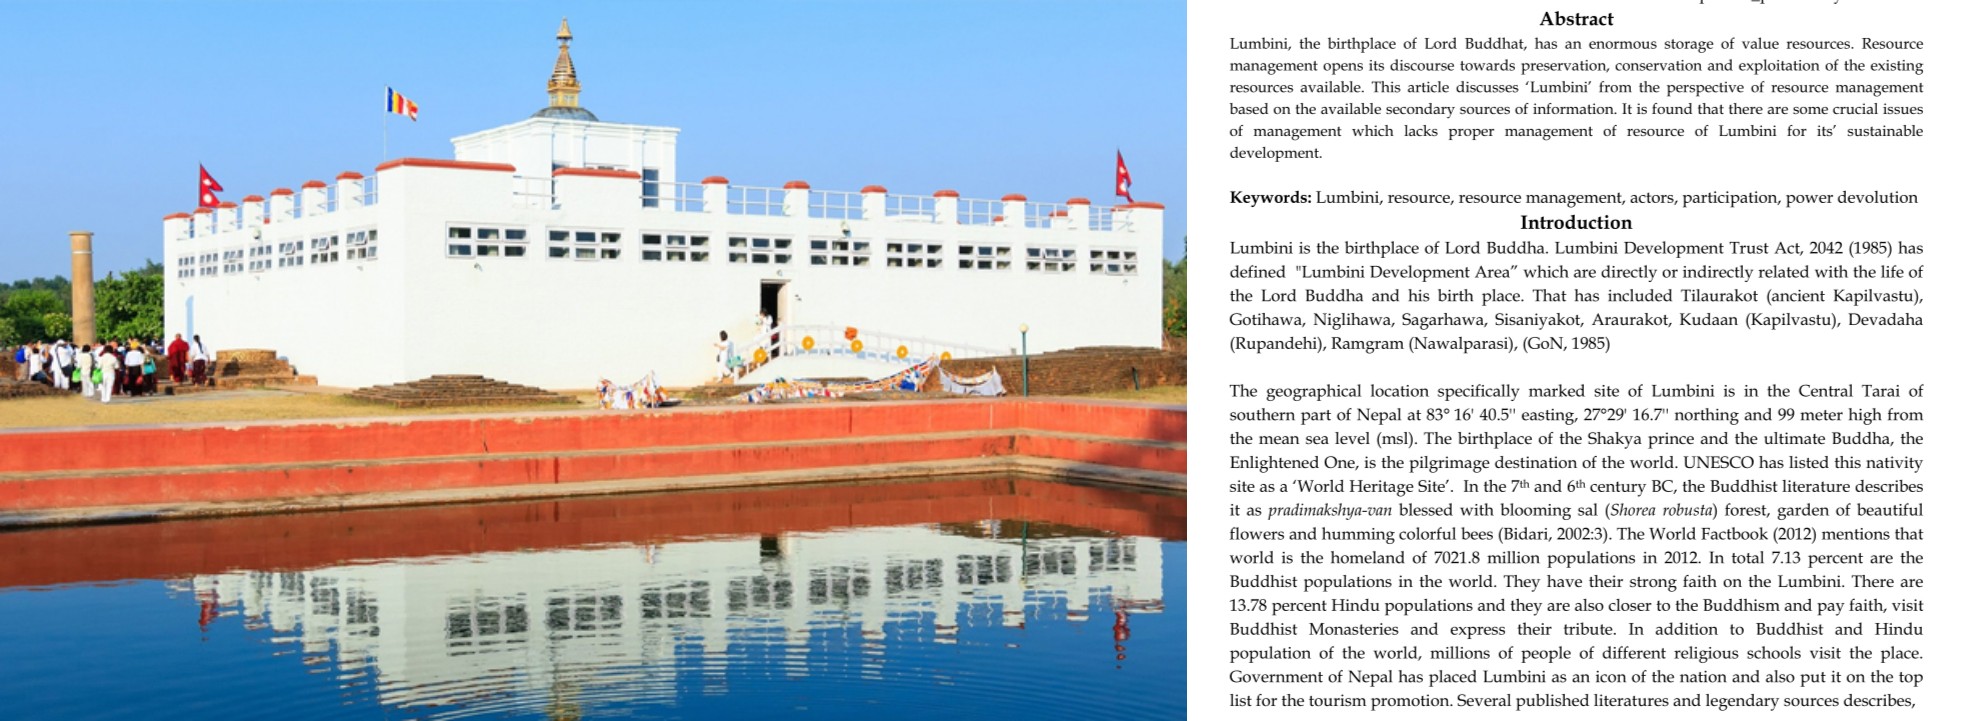 Abstract
Lumbini, the birthplace of Lord Buddhat, has an enormous storage of value resources. Resource
management opens its discourse towards preservation, conservation and exploitation of the existing
resources available. This article discusses ‘Lumbini’ from the perspective of resource management
based on the available secondary sources of information. It is found that there are some crucial issues
of management which lacks proper management of resource of Lumbini for its’ sustainable
development.
Keywords: Lumbini, resource, resource management, actors, participation, power devolution
Introduction
Lumbini is the birthplace of Lord Buddha. Lumbini Development Trust Act, 2042 (1985) has
defined "Lumbini Development Area” which are directly or indirectly related with the life of
the Lord Buddha and his birth place. That has included Tilaurakot (ancient Kapilvastu),
Gotihawa, Niglihawa, Sagarhawa, Sisaniyakot, Araurakot, Kudaan (Kapilvastu), Devadaha
(Rupandehi), Ramgram (Nawalparasi), (GoN, 1985)
The geographical location specifically marked site of Lumbini is in the Central Tarai of
southern part of Nepal at 83° 16' 40.5'' easting, 27°29' 16.7'' northing and 99 meter high from
the mean sea level (msl). The birthplace of the Shakya prince and the ultimate Buddha, the
Enlightened One, is the pilgrimage destination of the world. UNESCO has listed this nativity
site as a ‘World Heritage Site’. In the 7th and 6th century BC, the Buddhist literature describes
it as pradimakshya-van blessed with blooming sal (Shorea robusta) forest, garden of beautiful
flowers and humming colorful bees (Bidari, 2002:3). The World Factbook (2012) mentions that
world is the homeland of 7021.8 million populations in 2012. In total 7.13 percent are the
Buddhist populations in the world. They have their strong faith on the Lumbini. There are
13.78 percent Hindu populations and they are also closer to the Buddhism and pay faith, visit
Buddhist Monasteries and express their tribute. In addition to Buddhist and Hindu
population of the world, millions of people of different religious schools visit the place.
Government of Nepal has placed Lumbini as an icon of the nation and also put it on the top
list for the tourism promotion. Several published literatures and legendary sources describes,